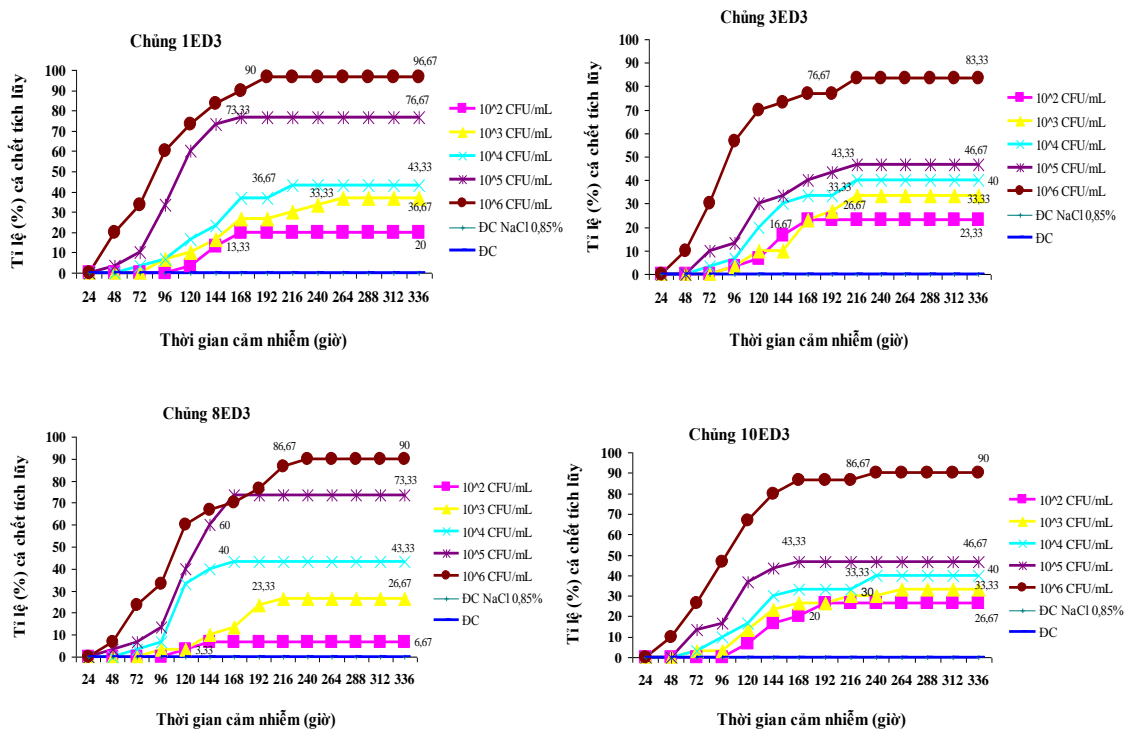 Chủng 1ED3
Tỉ lệ (%) cá chết tích lũy
100
90
80
70
60
50
40
30
20
10
0
90
96,67
73,33
76,67
36,67
43,33
33,33
36,67
13,33
20
24 48 72 96 120 144 168 192 216 240 264 288 312 336
Thời gian cảm nhiễm (giờ)
10^2 CFU/mL
10^3 CFU/mL
10^4 CFU/mL
10^5 CFU/mL
10^6 CFU/mL
ĐC NaCl 0,85%
ĐC
Chủng 3ED3
Tỉ lệ (%) cá chết tích lũy
100
90
80
70
60
50
40
30
20
10
0
76,67
83,33
43,33
46,67
33,33
40
26,67
33,33
16,67
23,33
24 48 72 96 120 144 168 192 216 240 264 288 312 336
Thời gian cảm nhiễm (giờ)
10^2 CFU/mL
10^3 CFU/mL
10^4 CFU/mL
10^5 CFU/mL
10^6 CFU/mL
ĐC NaCl 0,85%
ĐC
Chủng 8ED3
Tỉ lệ (%) cá chết tích lũy
100
90
80
70
60
50
40
30
20
10
0
86,67
90
60
73,33
40
43,33
23,33
26,67
3,33
6,67
24 48 72 96 120 144 168 192 216 240 264 288 312 336
Thời gian cảm nhiễm (giờ)
10^2 CFU/mL
10^3 CFU/mL
10^4 CFU/mL
10^5 CFU/mL
10^6 CFU/mL
ĐC NaCl 0,85%
ĐC
Chủng 10ED3
Tỉ lệ (%) cá chết tích lũy
100
90
80
70
60
50
40
30
20
10
0
86,67
90
43,33
46,67
33,33
40
30
33,33
20
26,67
24 48 72 96 120 144 168 192 216 240 264 288 312 336
Thời gian cảm nhiễm (giờ)
10^2 CFU/mL
10^3 CFU/mL
10^4 CFU/mL
10^5 CFU/mL
10^6 CFU/mL
ĐC NaCl 0,85%
ĐC